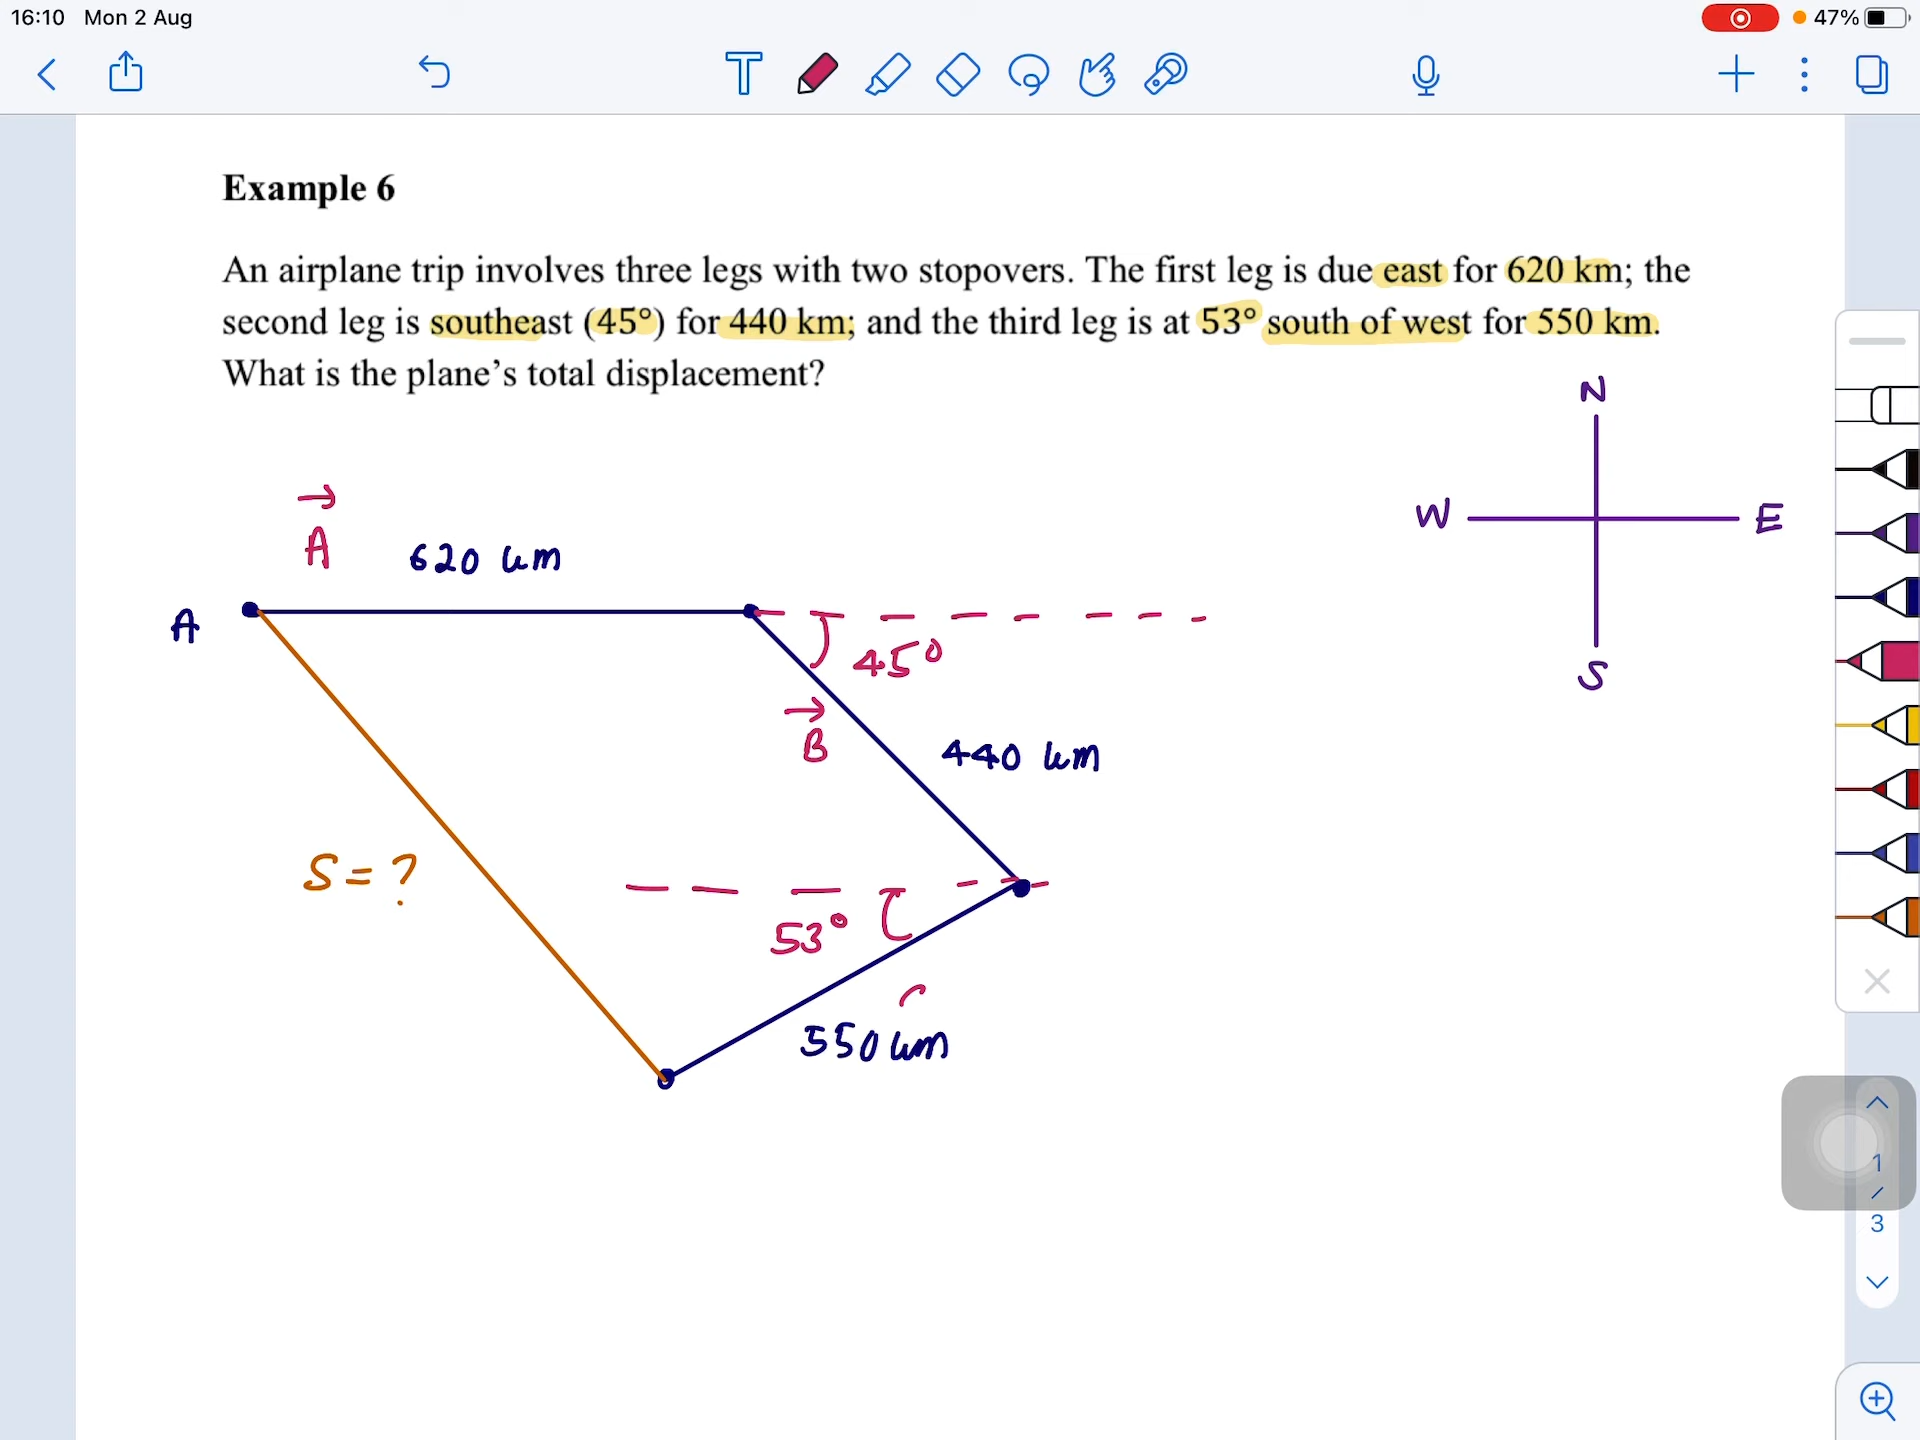 16:10 Mon 2 Aug
47%
T
Example 6
An airplane trip involves three legs with two stopovers. The first leg is due east for 620 km; the
second leg is southeast (45°) for 440 km; and the third leg is at 53° south of west for 550 km.
What is the plane's total displacement?
N
W E
S
A
620 km
A
45°
B
440 km
S = ?
53°
550 km
1
/
3